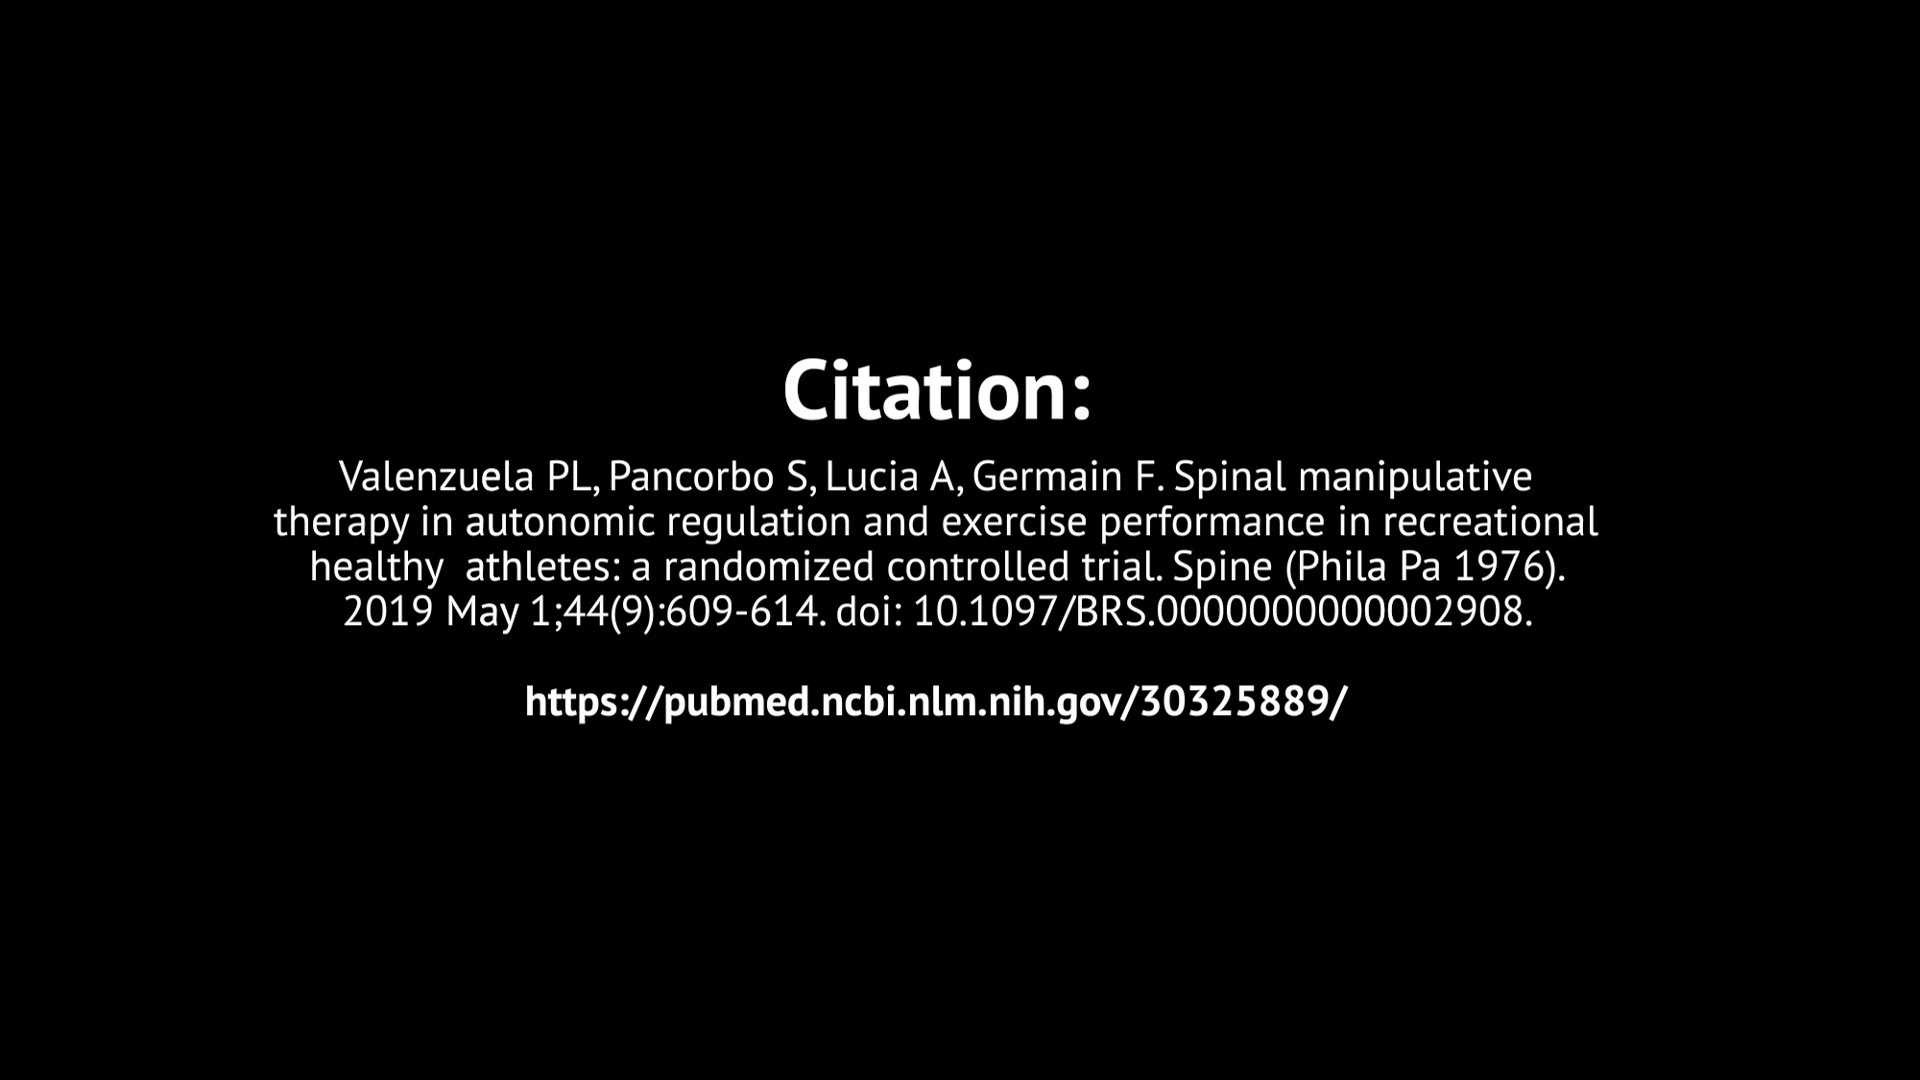 Citation:
Valenzuela PL, Pancorbo S, Lucia A, Germain F. Spinal manipulative
therapy in autonomic regulation and exercise performance in recreational
healthy  athletes: a randomized controlled trial. Spine (Phila Pa 1976).
2019 May 1;44(9):609-614. doi: 10.1097/BRS.0000000000002908.
https://pubmed.ncbi.nlm.nih.gov/30325889/